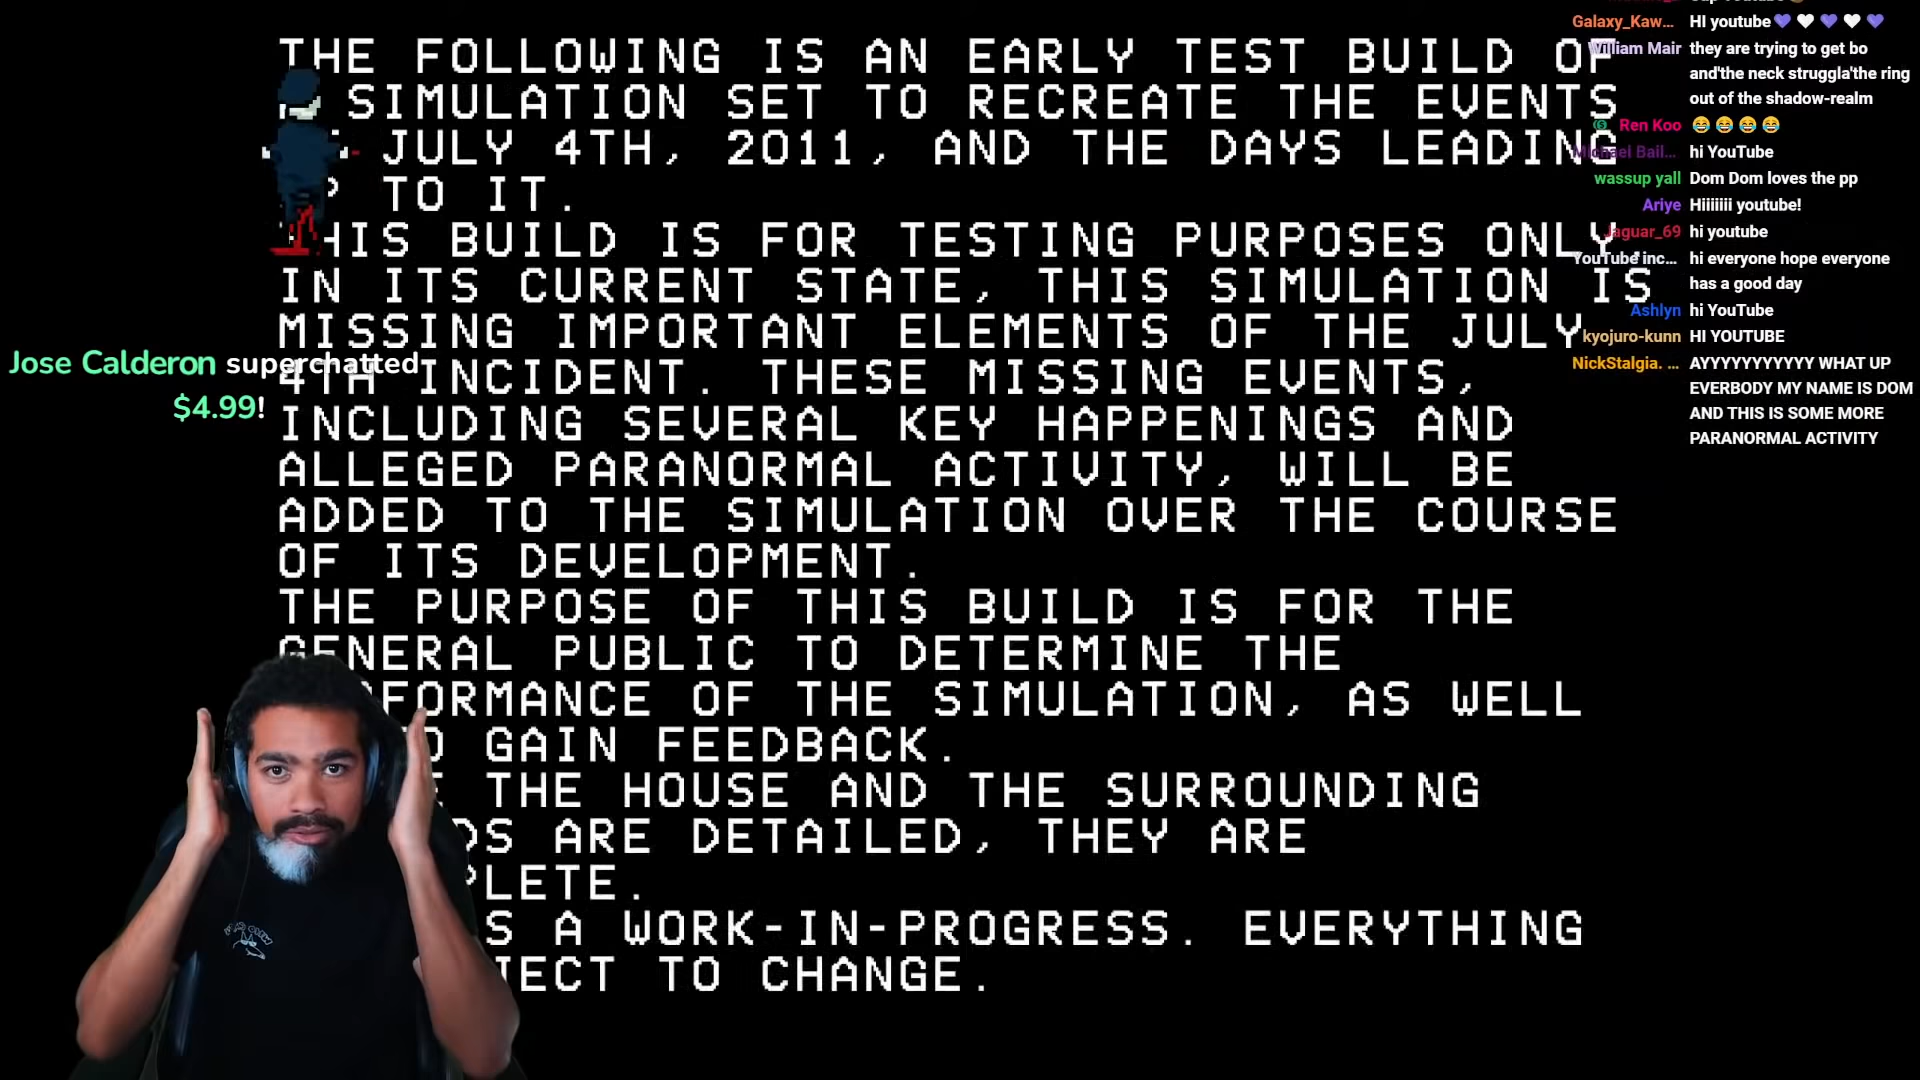 THE FOLLOWING IS AN EARLY TEST BUILD OF
SIMULATION SET TO RECREATE THE EVENTS
JULY 4TH, 2011, AND THE DAYS LEADING
TO IT.
THIS BUILD IS FOR TESTING PURPOSES ONLY
IN ITS CURRENT STATE, THIS SIMULATION IS
MISSING IMPORTANT ELEMENTS OF THE JULY
4TH INCIDENT. THESE MISSING EVENTS,
INCLUDING SEVERAL KEY HAPPENINGS AND
ALLEGED PARANORMAL ACTIVITY, WILL BE
ADDED TO THE SIMULATION OVER THE COURSE
OF ITS DEVELOPMENT.
THE PURPOSE OF THIS BUILD IS FOR THE
GENERAL PUBLIC TO DETERMINE THE
FORMANCE OF THE SIMULATION, AS WELL
GAIN FEEDBACK.
THE HOUSE AND THE SURROUNDING
DS ARE DETAILED, THEY ARE
PLETE.
S A WORK-IN-PROGRESS. EVERYTHING
JECT TO CHANGE.
Jose Calderon superchatted
$4.99!
Galaxy_Kaw... HI youtube💜🤍💜🤍💜
William Mair they are trying to get bo
and'the neck struggla'the ring
out of the shadow-realm
Ren Koo 😂😂😂😂
Michael Bail... hi YouTube
wassup yall Dom Dom loves the pp
Ariye Hiiiiiii youtube!
Jaguar_69 hi youtube
YouTube inc... hi everyone hope everyone
has a good day
Ashlyn hi YouTube
kyojuro-kunn HI YOUTUBE
NickStalgia. ... AYYYYYYYYYY WHAT UP
EVERBODY MY NAME IS DOM
AND THIS IS SOME MORE
PARANORMAL ACTIVITY